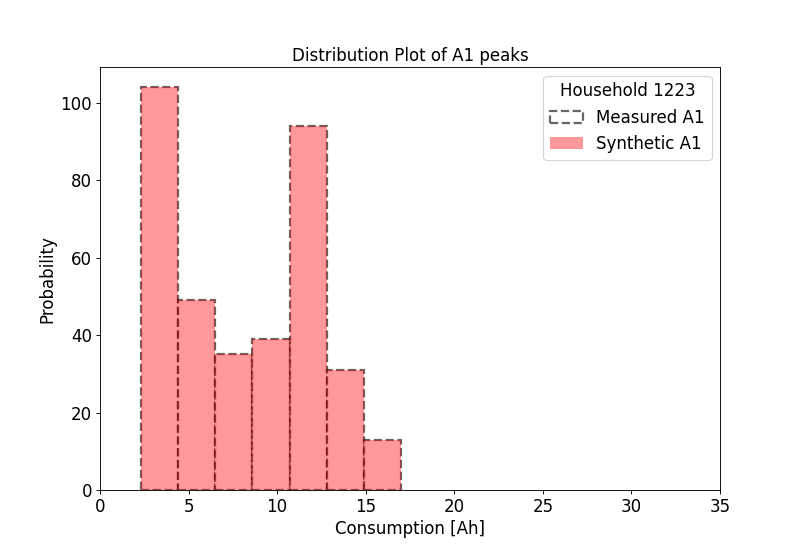 Distribution Plot of A1 peaks
Household 1223
Measured A1
Synthetic A1
Probability
100
80
60
40
20
0
0 5 10 15 20 25 30 35
Consumption [Ah]